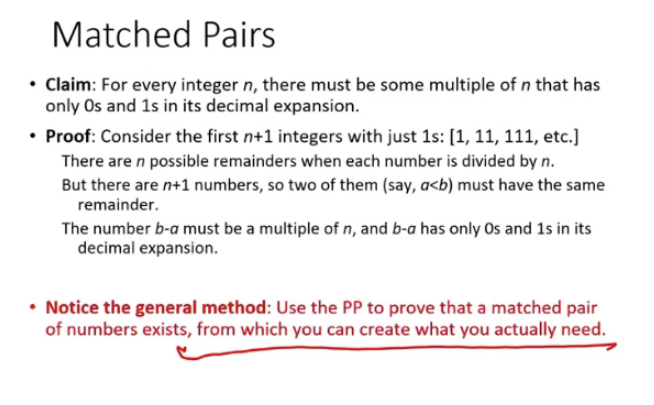 Matched Pairs
• Claim: For every integer n, there must be some multiple of n that has
only 0s and 1s in its decimal expansion.
• Proof: Consider the first n+1 integers with just 1s: [1, 11, 111, etc.]
There are n possible remainders when each number is divided by n.
But there are n+1 numbers, so two of them (say, a<b) must have the same
remainder.
The number b-a must be a multiple of n, and b-a has only 0s and 1s in its
decimal expansion.
• Notice the general method: Use the PP to prove that a matched pair
of numbers exists, from which you can create what you actually need.